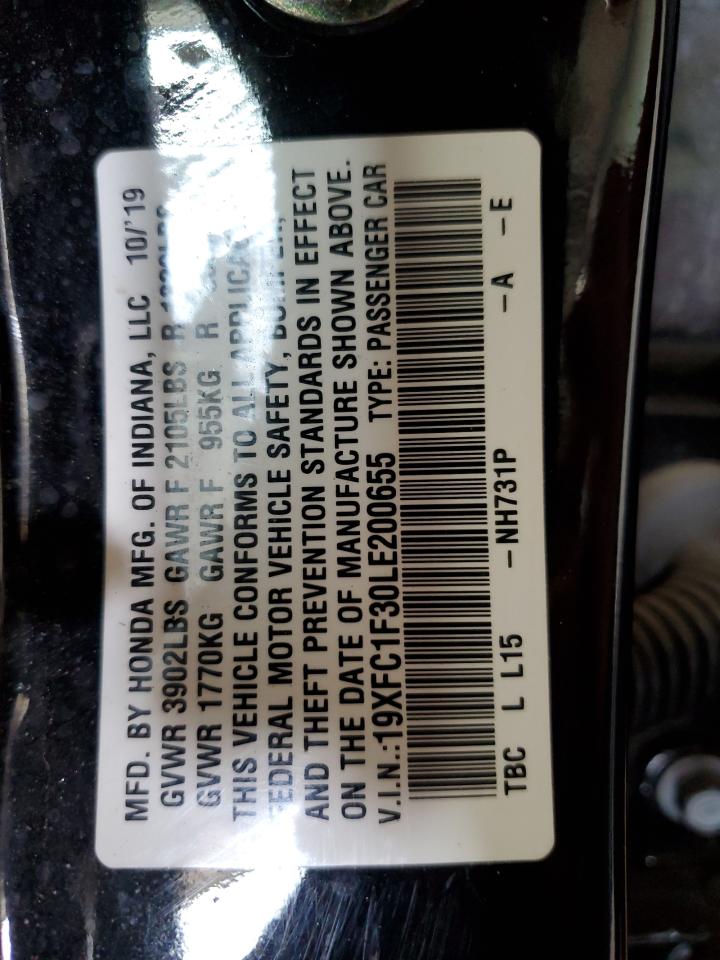 MFD. BY HONDA MFG. OF INDIANA, LLC 10/'19
GVWR 3902LBS GAWR F 2105LBS R
GVWR 1770KG GAWR F 955KG R
THIS VEHICLE CONFORMS TO ALL
FEDERAL MOTOR VEHICLE SAFETY,
AND THEFT PREVENTION STANDARDS IN EFFECT
ON THE DATE OF MANUFACTURE SHOWN ABOVE.
V.I.N.:19XFC1F30LE200655 TYPE: PASSENGER CAR
TBC L L15 –NH731P –A –E